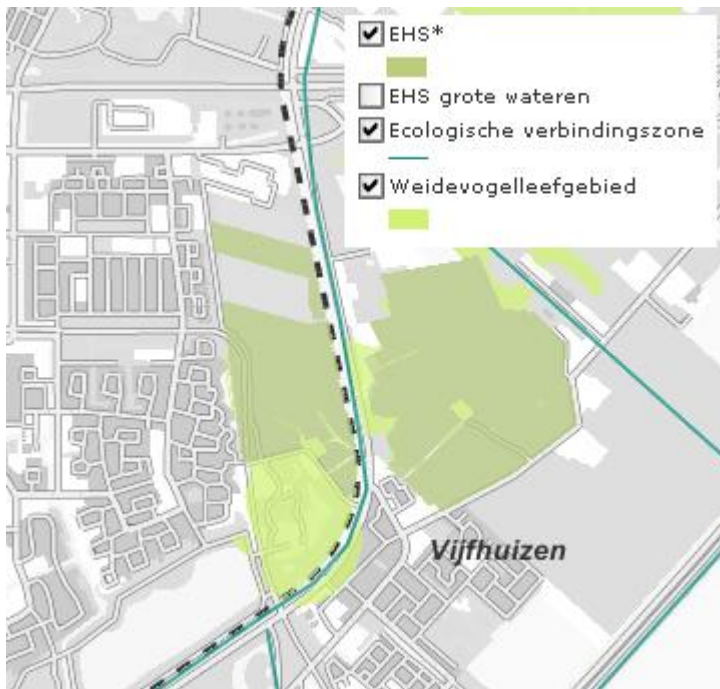 EHS*
EHS grote wateren
Ecologische verbindingszone
Weidevogelleefgebied
Vijfhuizen